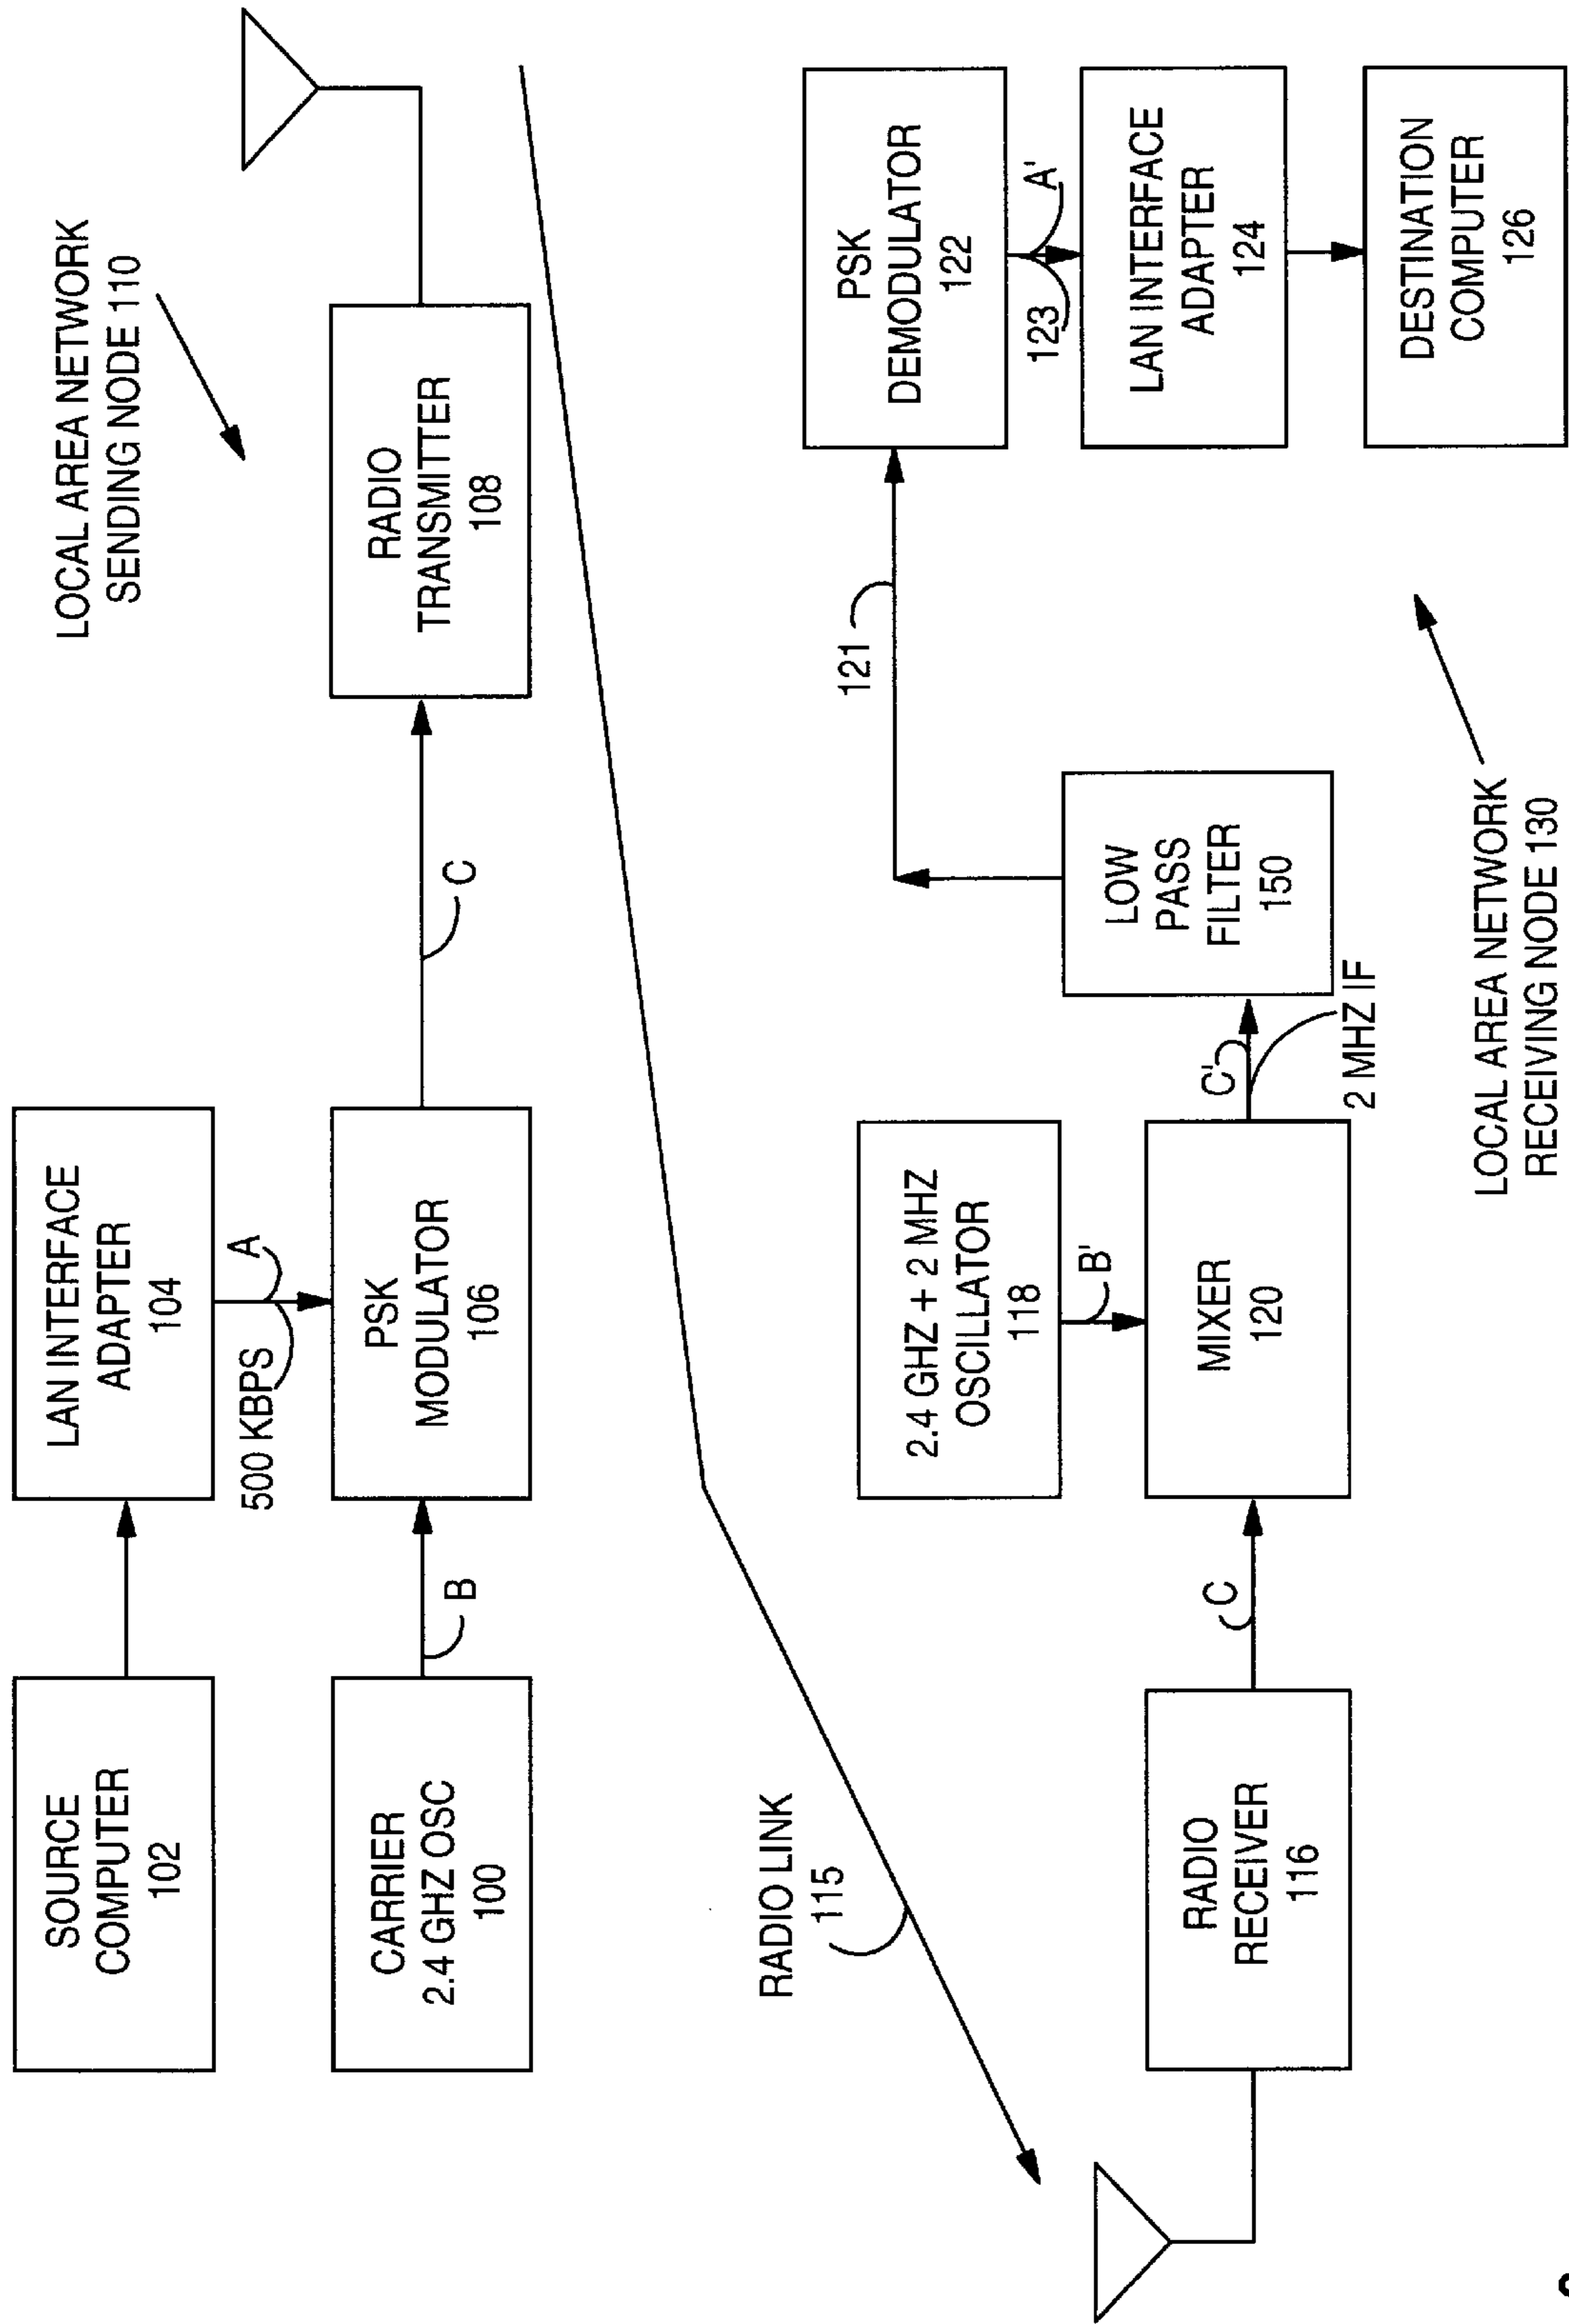 LOCAL AREA NETWORK
SENDING NODE 110
SOURCE
COMPUTER
102
LAN INTERFACE
ADAPTER
104
500 KBPS
A
CARRIER
2.4 GHZ OSC
100
B
PSK
MODULATOR
106
C
RADIO
TRANSMITTER
108
RADIO LINK
115
RADIO
RECEIVER
116
C
2.4 GHZ + 2 MHZ
OSCILLATOR
118
B'
MIXER
120
C'
2 MHZ IF
LOW
PASS
FILTER
150
121
PSK
DEMODULATOR
122
123
A'
LAN INTERFACE
ADAPTER
124
DESTINATION
COMPUTER
126
LOCAL AREA NETWORK
RECEIVING NODE 130